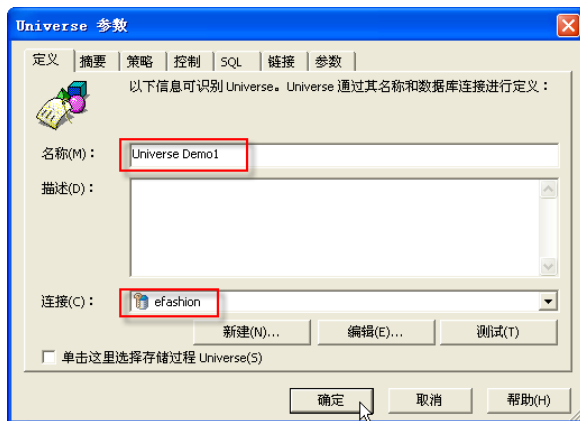 Universe 参数
定义 摘要 策略 控制 SQL 链接 参数
以下信息可识别 Universe。Universe 通过其名称和数据库连接进行定义：
名称(M)： Universe Demo1
描述(D)：
连接(C)： efashion
新建(N)... 编辑(E)... 测试(T)
单击这里选择存储过程 Universe(S)
确定 取消 帮助(H)